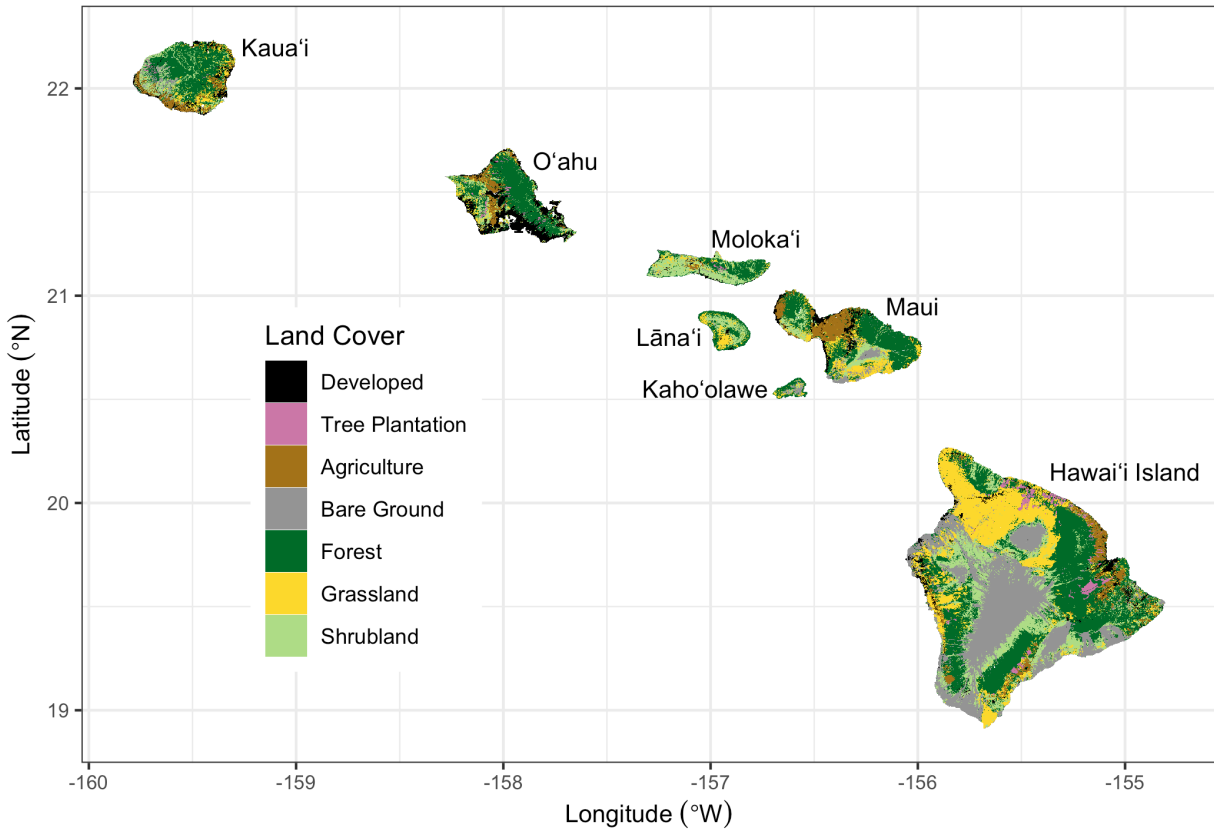 Kauaʻi
22
Oʻahu
Molokaʻi
21
Maui
Lānaʻi
Kahoʻolawe
Land Cover
Developed
Tree Plantation
Agriculture
Bare Ground
Forest
Grassland
Shrubland
Hawaiʻi Island
20
19
Latitude (°N)
-160
-159
-158
-157
-156
-155
Longitude (°W)